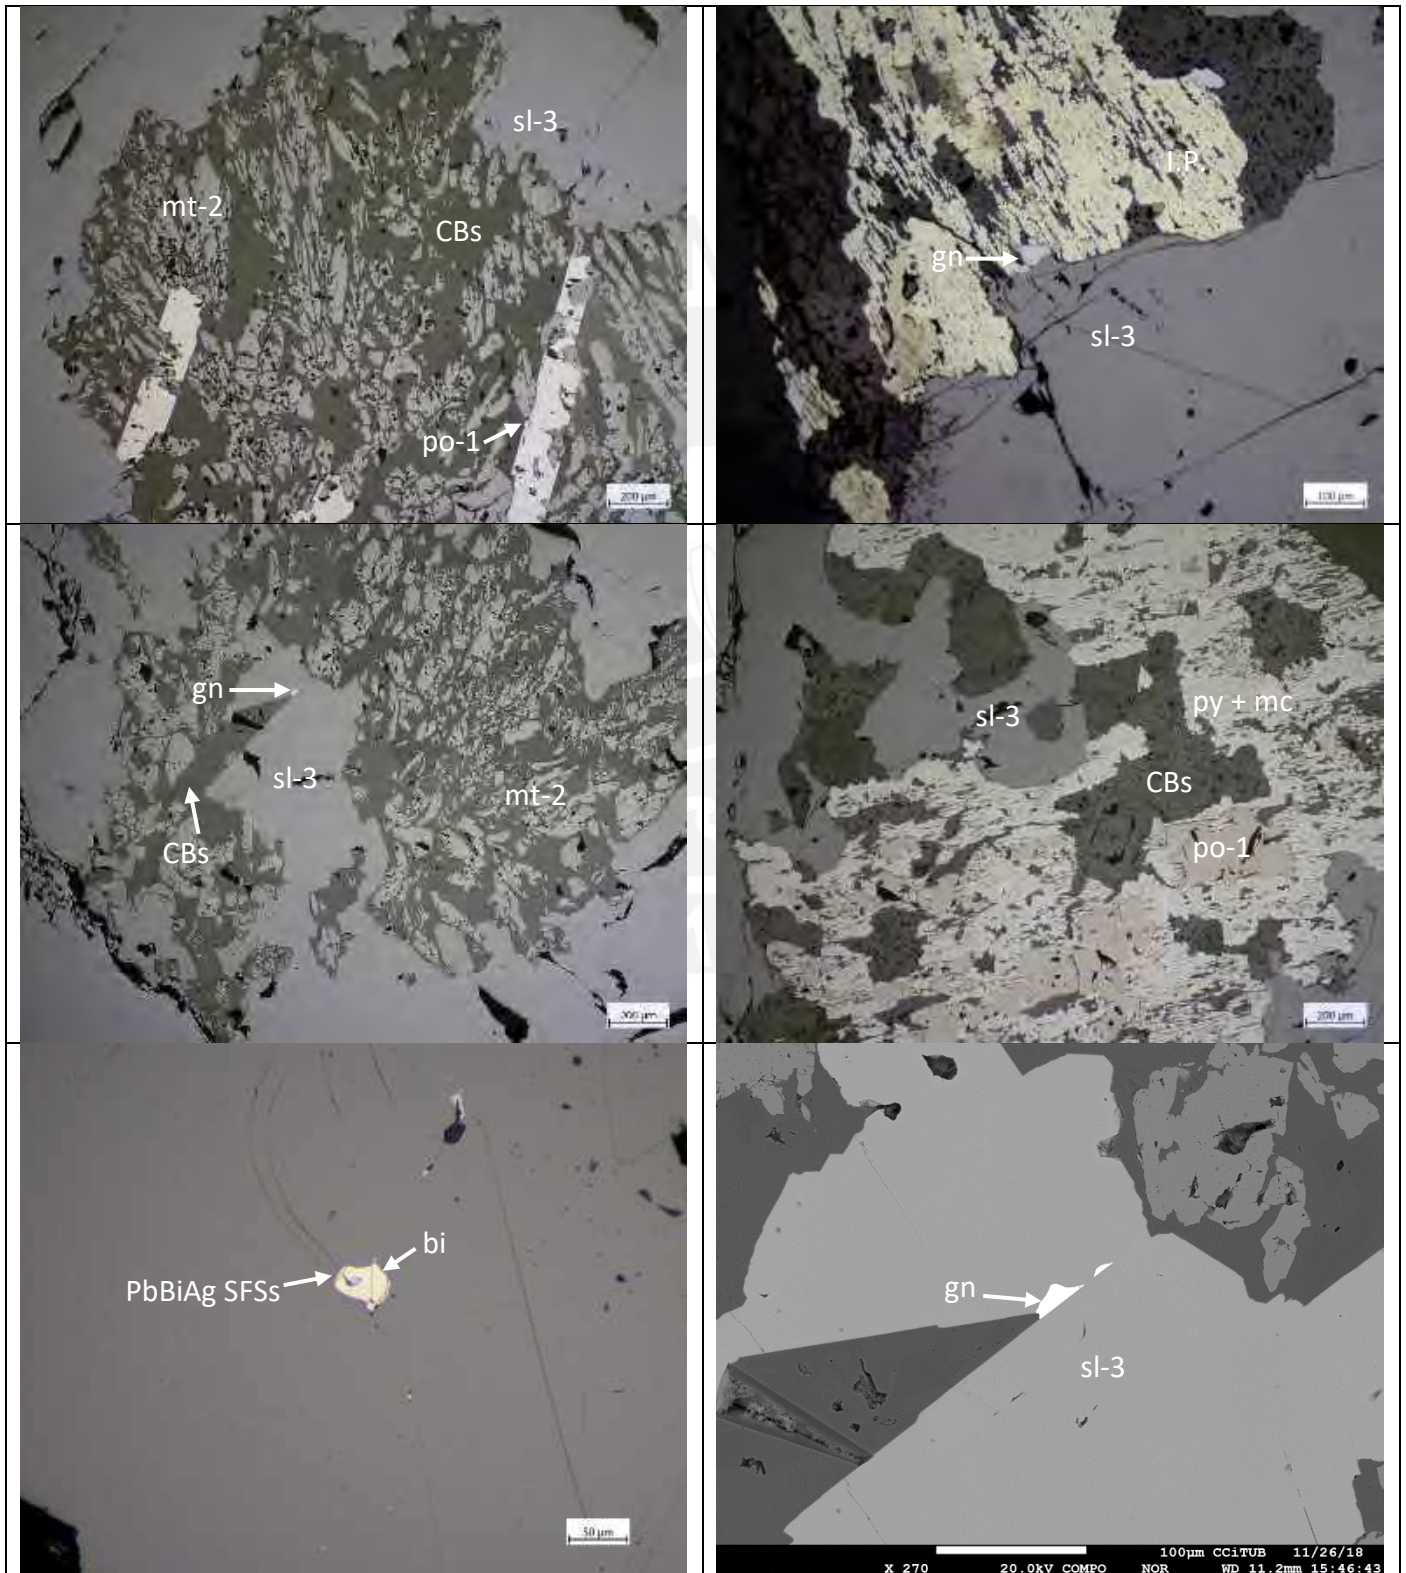 sl-3
mt-2
CBs
po-1
200 µm
I.P.
gn
sl-3
100 µm
gn
sl-3
mt-2
CBs
200 µm
sl-3
py + mc
CBs
po-1
200 µm
bi
PbBiAg SFSs
50 µm
gn
sl-3
100µm CCiTUB 11/26/18
X 270 20.0kV COMPO NOR WD 11.2mm 15:46:43